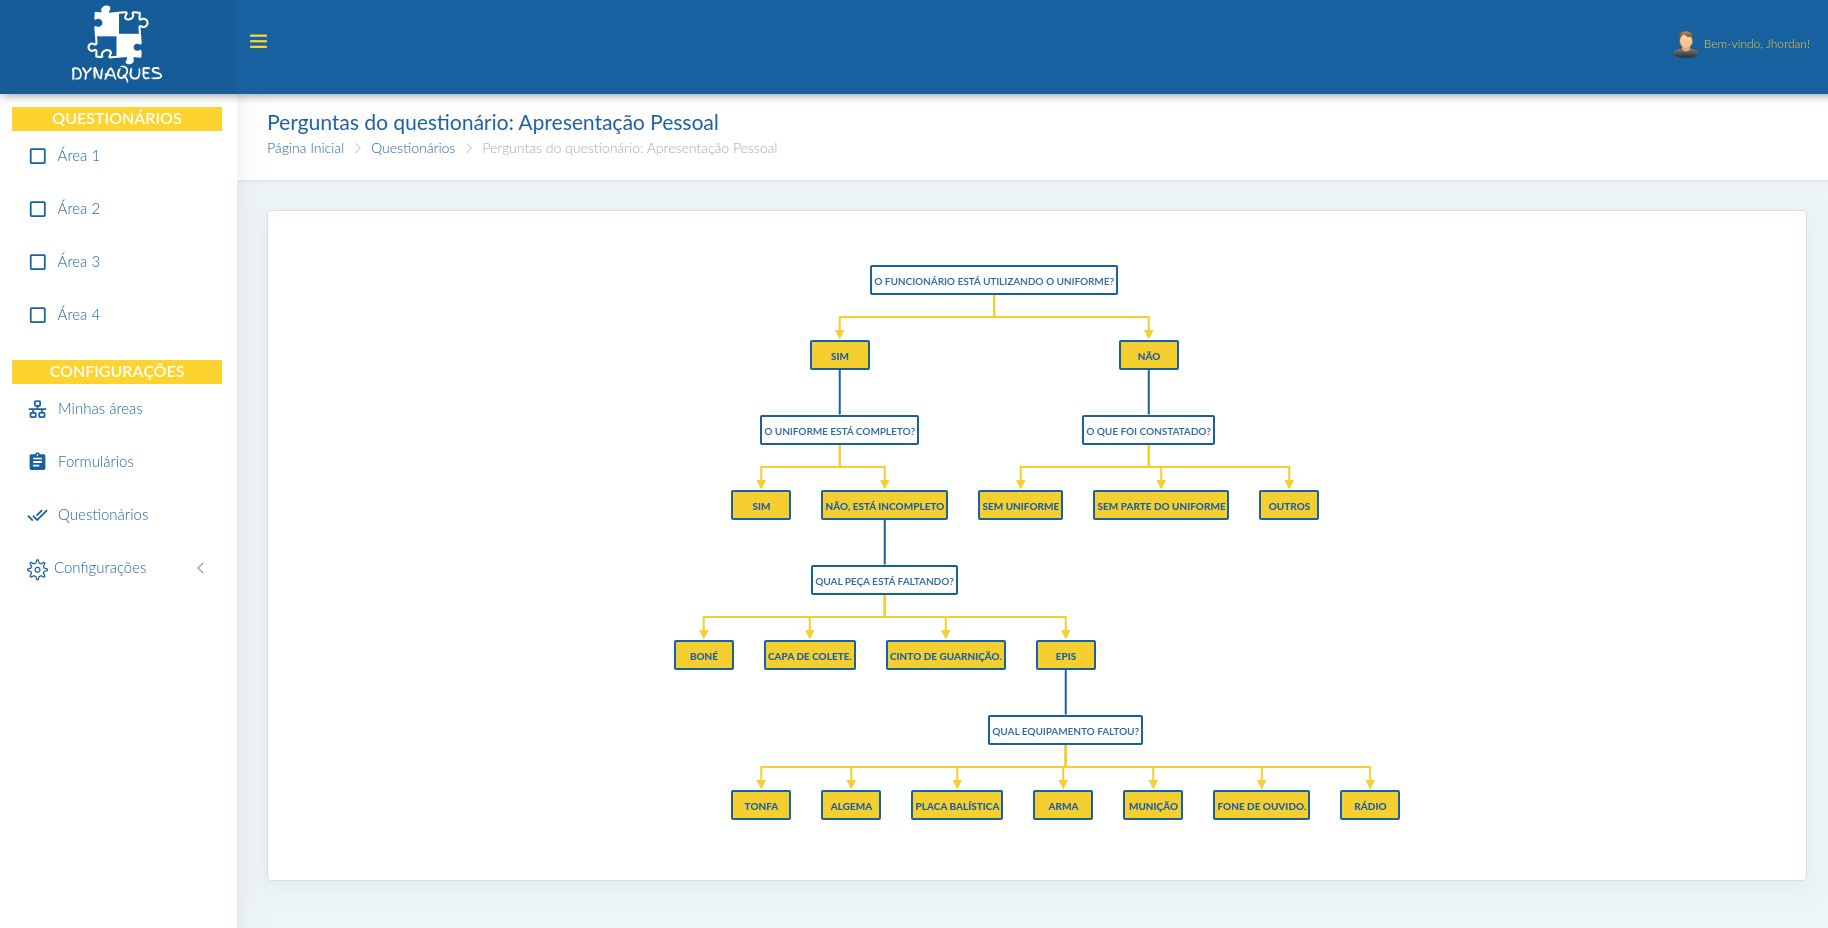 DYNAQUES
Bem-vindo, Jhordan!
QUESTIONÁRIOS
Área 1
Área 2
Área 3
Área 4
CONFIGURAÇÕES
Minhas áreas
Formulários
Questionários
Configurações
Perguntas do questionário: Apresentação Pessoal
Página Inicial > Questionários > Perguntas do questionário: Apresentação Pessoal
O FUNCIONÁRIO ESTÁ UTILIZANDO O UNIFORME?
SIM NÃO
O UNIFORME ESTÁ COMPLETO? O QUE FOI CONSTATADO?
SIM NÃO, ESTÁ INCOMPLETO SEM UNIFORME SEM PARTE DO UNIFORME OUTROS
QUAL PEÇA ESTÁ FALTANDO?
BONÉ CAPA DE COLETE. CINTO DE GUARNIÇÃO. EPIS
QUAL EQUIPAMENTO FALTOU?
TONFA ALGEMA PLACA BALÍSTICA ARMA MUNIÇÃO FONE DE OUVIDO. RÁDIO